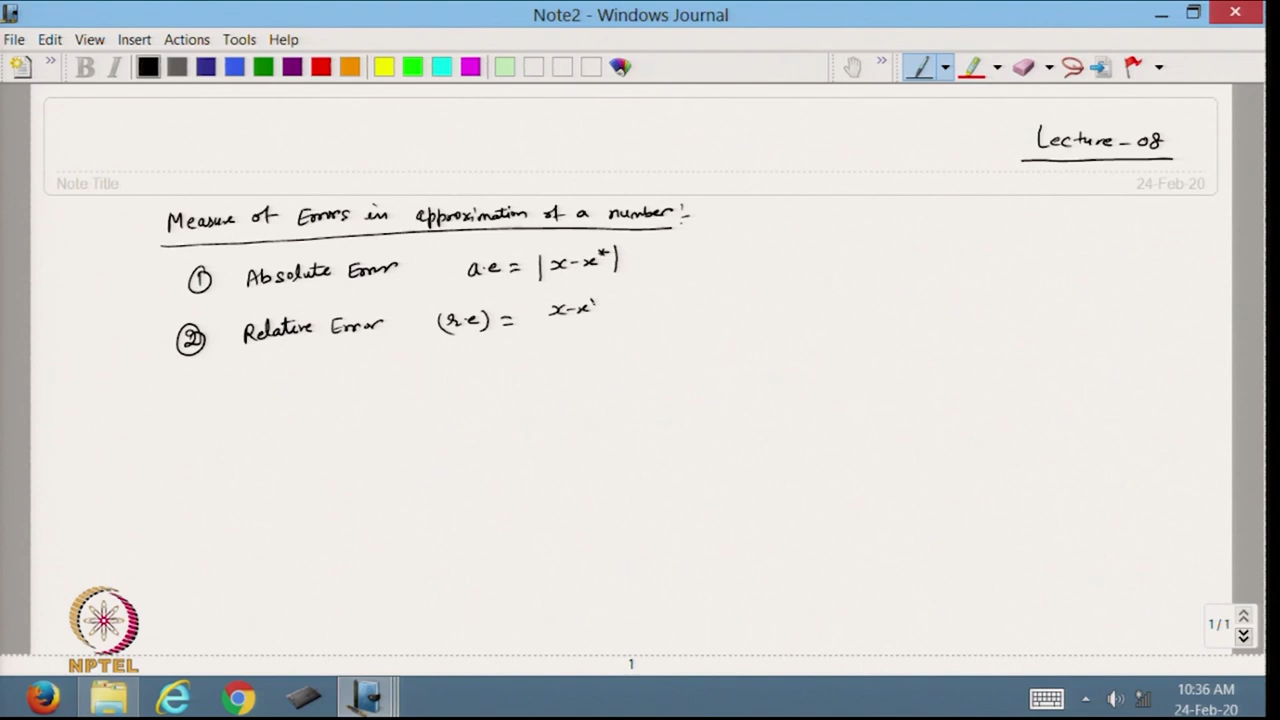 Note2 - Windows Journal
File Edit View Insert Actions Tools Help
B I
Lecture - 08
Note Title
24-Feb-20
Measure of Errors in approximation of a number :-
① Absolute Error a.e = |x-x*|
② Relative Error (r.e) = x-x'
NPTEL
1/1
1
10:36 AM
24-Feb-20